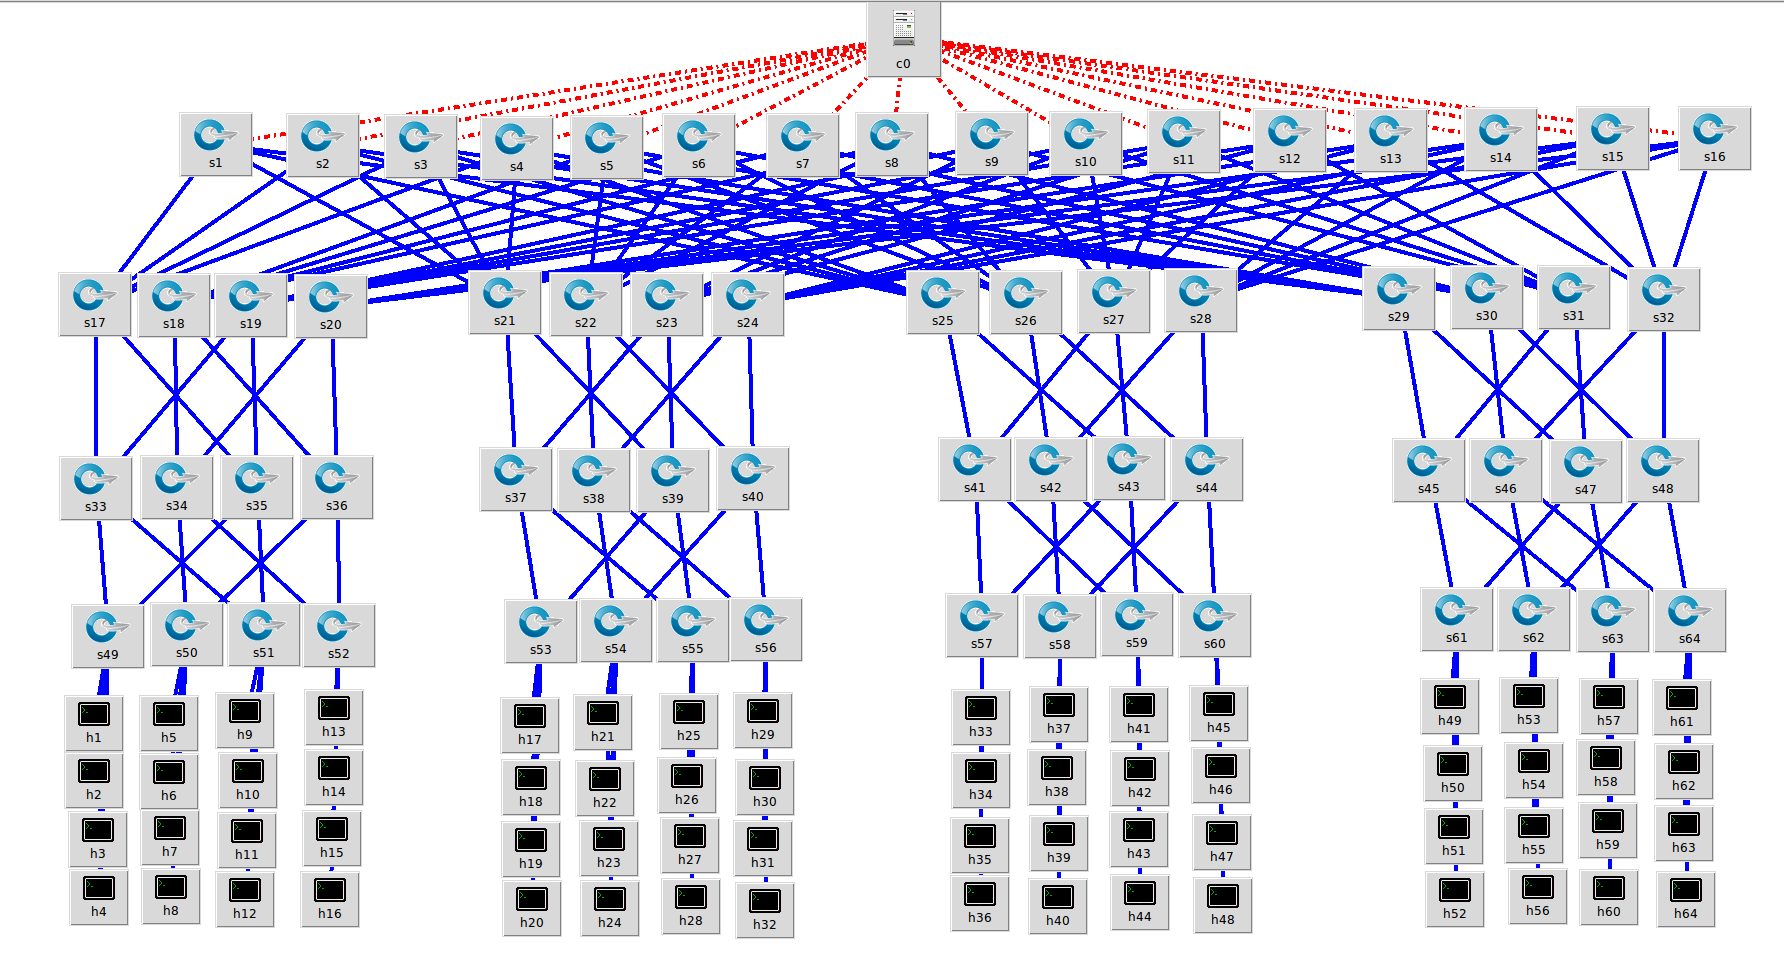 c0
s1 s2 s3 s4 s5 s6 s7 s8 s9 s10 s11 s12 s13 s14 s15 s16
s17 s18 s19 s20 s21 s22 s23 s24 s25 s26 s27 s28 s29 s30 s31 s32
s33 s34 s35 s36 s37 s38 s39 s40 s41 s42 s43 s44 s45 s46 s47 s48
s49 s50 s51 s52 s53 s54 s55 s56 s57 s58 s59 s60 s61 s62 s63 s64
h1 h5 h9 h13 h17 h21 h25 h29 h33 h37 h41 h45 h49 h53 h57 h61
h2 h6 h10 h14 h18 h22 h26 h30 h34 h38 h42 h46 h50 h54 h58 h62
h3 h7 h11 h15 h19 h23 h27 h31 h35 h39 h43 h47 h51 h55 h59 h63
h4 h8 h12 h16 h20 h24 h28 h32 h36 h40 h44 h48 h52 h56 h60 h64